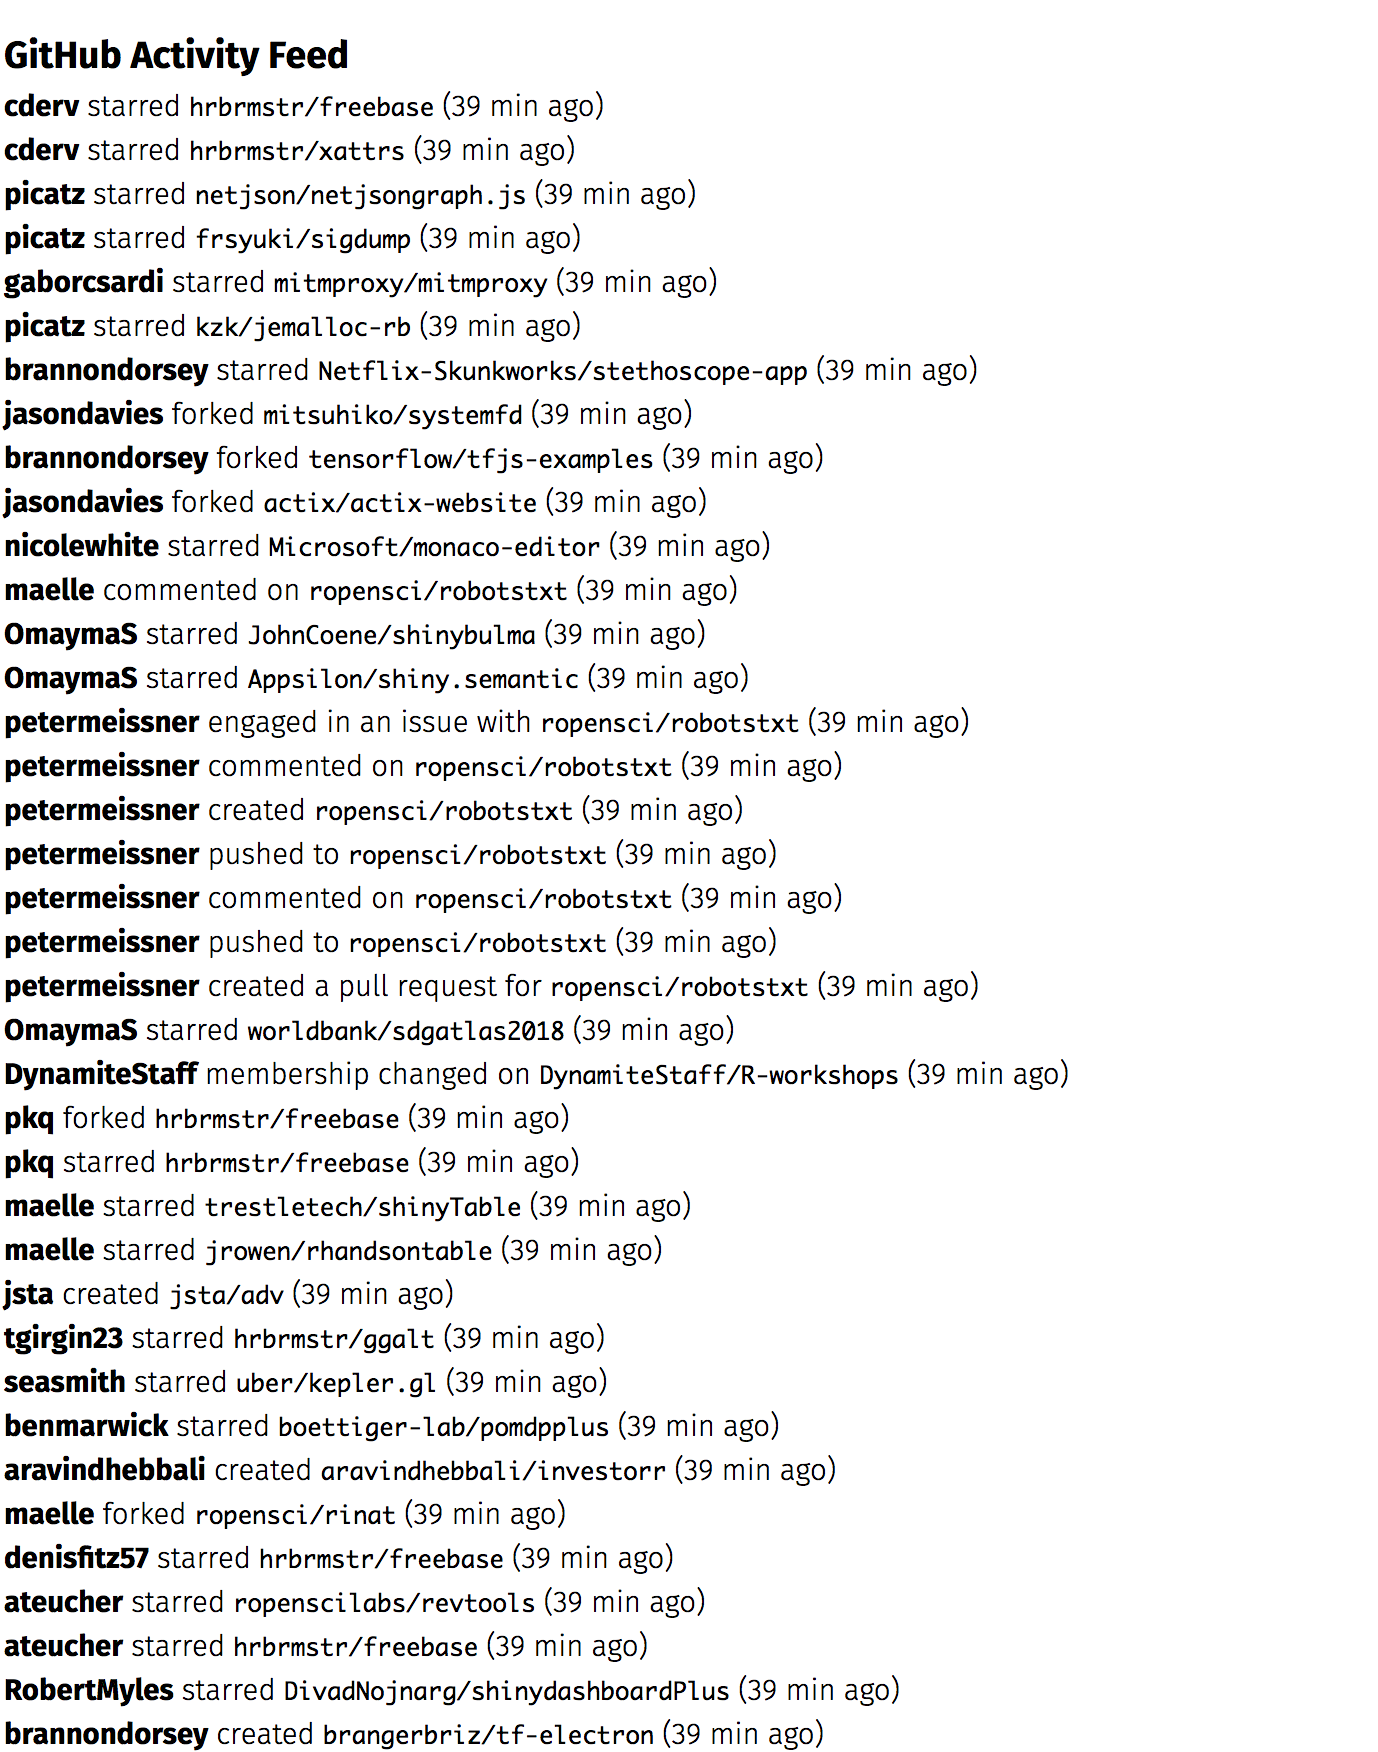 GitHub Activity Feed
cderv starred hrbrmstr/freebase (39 min ago)
cderv starred hrbrmstr/xattrs (39 min ago)
picatz starred netjson/netjsongraph.js (39 min ago)
picatz starred frsyuki/sigdump (39 min ago)
gaborcsardi starred mitmproxy/mitmproxy (39 min ago)
picatz starred kzk/jemalloc-rb (39 min ago)
brannondorsey starred Netflix-Skunkworks/stethoscope-app (39 min ago)
jasondavies forked mitsuhiko/systemfd (39 min ago)
brannondorsey forked tensorflow/tfjs-examples (39 min ago)
jasondavies forked actix/actix-website (39 min ago)
nicolewhite starred Microsoft/monaco-editor (39 min ago)
maelle commented on ropensci/robotstxt (39 min ago)
OmaymaS starred JohnCoene/shinybulma (39 min ago)
OmaymaS starred Appsilon/shiny.semantic (39 min ago)
petermeissner engaged in an issue with ropensci/robotstxt (39 min ago)
petermeissner commented on ropensci/robotstxt (39 min ago)
petermeissner created ropensci/robotstxt (39 min ago)
petermeissner pushed to ropensci/robotstxt (39 min ago)
petermeissner commented on ropensci/robotstxt (39 min ago)
petermeissner pushed to ropensci/robotstxt (39 min ago)
petermeissner created a pull request for ropensci/robotstxt (39 min ago)
OmaymaS starred worldbank/sdgatlas2018 (39 min ago)
DynamiteStaff membership changed on DynamiteStaff/R-workshops (39 min ago)
pkq forked hrbrmstr/freebase (39 min ago)
pkq starred hrbrmstr/freebase (39 min ago)
maelle starred trestletech/shinyTable (39 min ago)
maelle starred jrowen/rhandsontable (39 min ago)
jsta created jsta/adv (39 min ago)
tgirgin23 starred hrbrmstr/ggalt (39 min ago)
seasmith starred uber/kepler.gl (39 min ago)
benmarwick starred boettiger-lab/pomdpplus (39 min ago)
aravindhebbali created aravindhebbali/investorr (39 min ago)
maelle forked ropensci/rinat (39 min ago)
denisfitz57 starred hrbrmstr/freebase (39 min ago)
ateucher starred ropenscilabs/revtools (39 min ago)
ateucher starred hrbrmstr/freebase (39 min ago)
RobertMyles starred DivadNojnarg/shinydashboardPlus (39 min ago)
brannondorsey created brangerbriz/tf-electron (39 min ago)